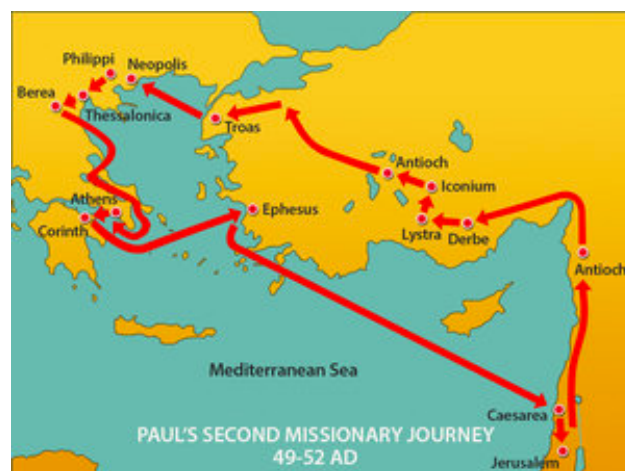 Philippi
Neopolis
Berea
Thessalonica
Troas
Antioch
Iconium
Athens
Ephesus
Corinth
Lystra
Derbe
Antioch
Mediterranean Sea
Caesarea
PAUL'S SECOND MISSIONARY JOURNEY
49-52 AD
Jerusalem